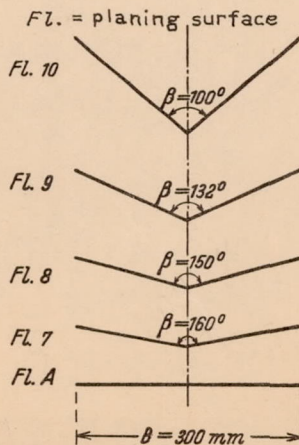 Fl. = planing surface
Fl. 10
β=100°
Fl. 9
β=132°
Fl. 8
β=150°
Fl. 7
β=160°
Fl. A
B = 300 mm